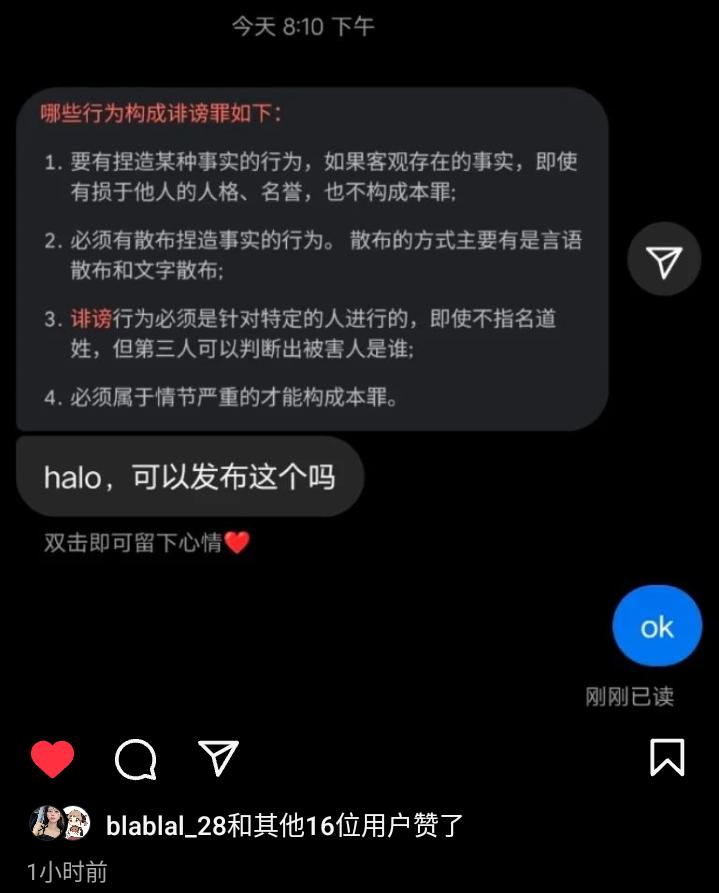 今天 8:10 下午
哪些行为构成诽谤罪如下：
1. 要有捏造某种事实的行为，如果客观存在的事实，即使
有损于他人的人格、名誉，也不构成本罪;
2. 必须有散布捏造事实的行为。 散布的方式主要有是言语
散布和文字散布;
3. 诽谤行为必须是针对特定的人进行的，即使不指名道
姓，但第三人可以判断出被害人是谁;
4. 必须属于情节严重的才能构成本罪。
halo，可以发布这个吗
双击即可留下心情❤️
ok
刚刚已读
blablal_28和其他16位用户赞了
1小时前